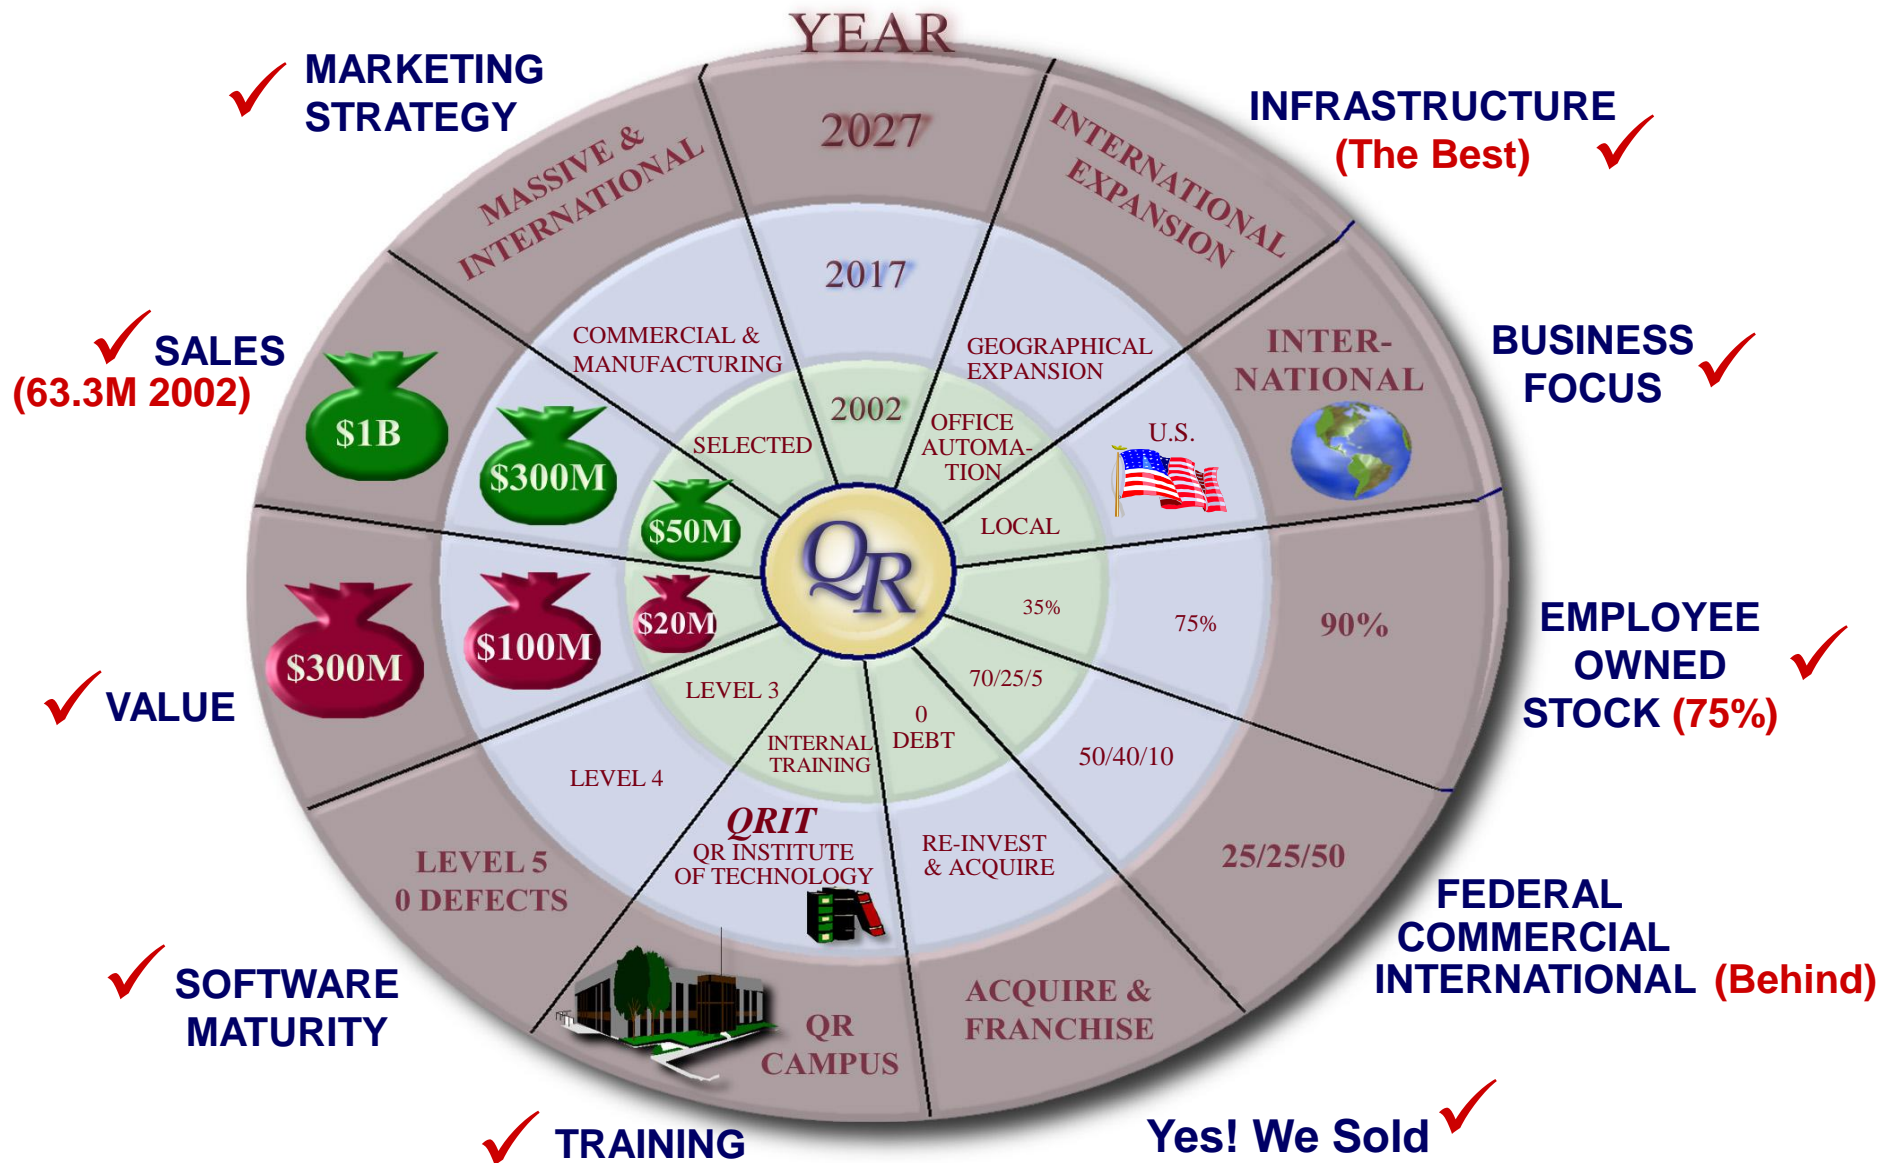 YEAR
MARKETING
STRATEGY
INFRASTRUCTURE
(The Best)
2027
MASSIVE &
INTERNATIONAL
INTERNATIONAL
EXPANSION
2017
COMMERCIAL &
MANUFACTURING
GEOGRAPHICAL
EXPANSION
INTER-
NATIONAL
BUSINESS
FOCUS
SALES
(63.3M 2002)
$1B
$300M
$50M
SELECTED
2002
OFFICE
AUTOMA-
TION
U.S.
LOCAL
QR
$300M
$100M
$20M
35%
75%
90%
EMPLOYEE
OWNED
STOCK (75%)
VALUE
LEVEL 3
70/25/5
0
DEBT
INTERNAL
TRAINING
LEVEL 4
50/40/10
QRIT
QR INSTITUTE
OF TECHNOLOGY
RE-INVEST
& ACQUIRE
25/25/50
LEVEL 5
0 DEFECTS
FEDERAL
COMMERCIAL
INTERNATIONAL (Behind)
SOFTWARE
MATURITY
QR
CAMPUS
ACQUIRE &
FRANCHISE
TRAINING
Yes! We Sold